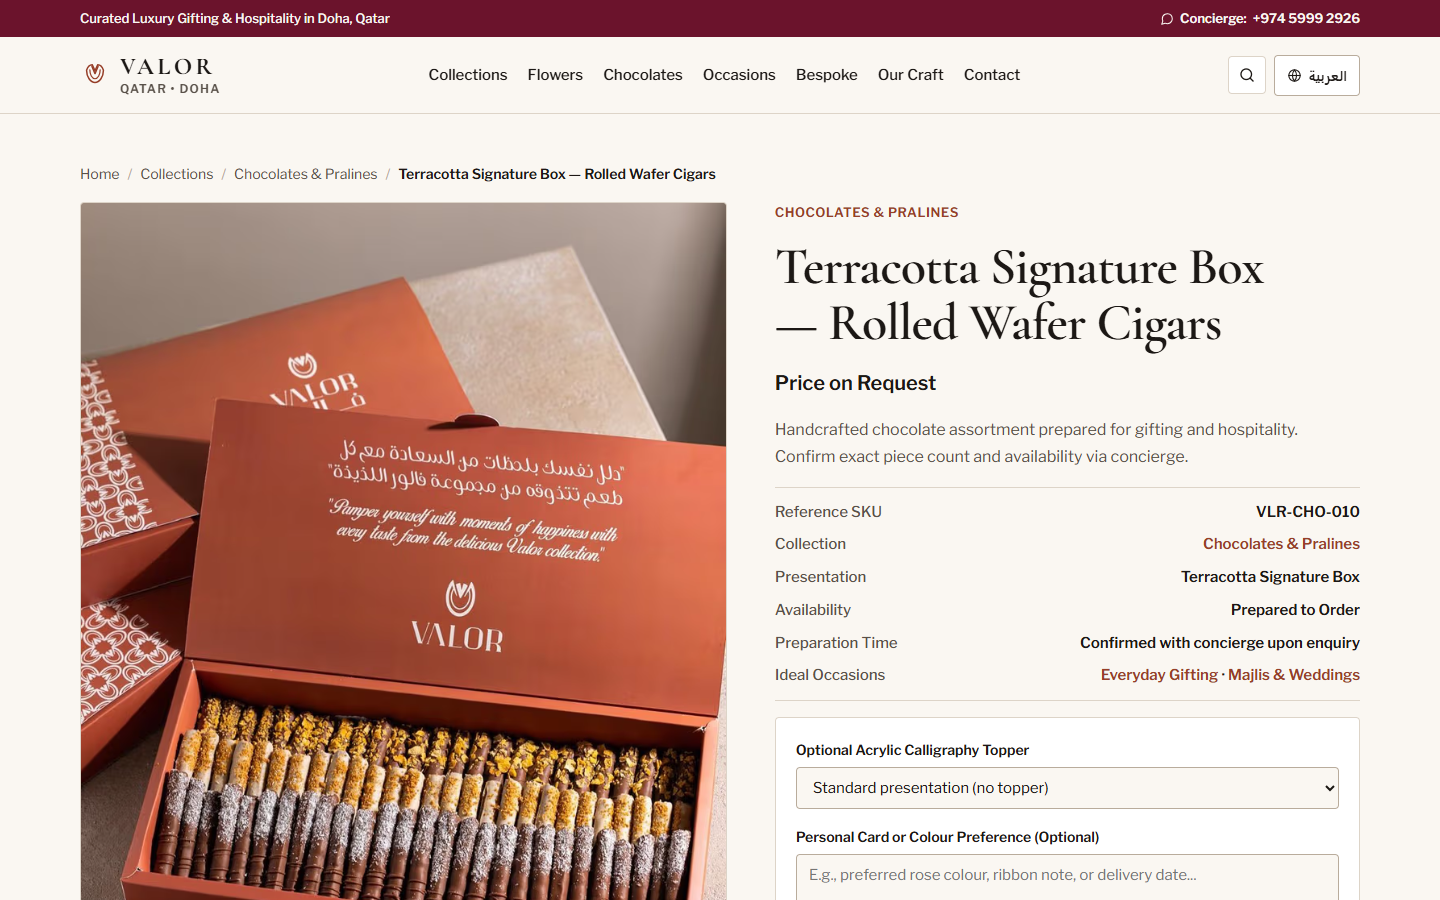 Curated Luxury Gifting & Hospitality in Doha, Qatar
Concierge: +974 5999 2926
VALOR
QATAR • DOHA
Collections
Flowers
Chocolates
Occasions
Bespoke
Our Craft
Contact
العربية
Home / Collections / Chocolates & Pralines / Terracotta Signature Box — Rolled Wafer Cigars
VALOR
"دلل نفسك بلحظات من السعادة مع كل
طعم تتذوقه من مجموعة فالور اللذيذة"
"Pamper yourself with moments of happiness with
every taste from the delicious Valor collection."
VALOR
CHOCOLATES & PRALINES
Terracotta Signature Box
— Rolled Wafer Cigars
Price on Request
Handcrafted chocolate assortment prepared for gifting and hospitality.
Confirm exact piece count and availability via concierge.
Reference SKU VLR-CHO-010
Collection Chocolates & Pralines
Presentation Terracotta Signature Box
Availability Prepared to Order
Preparation Time Confirmed with concierge upon enquiry
Ideal Occasions Everyday Gifting · Majlis & Weddings
Optional Acrylic Calligraphy Topper
Standard presentation (no topper)
Personal Card or Colour Preference (Optional)
E.g., preferred rose colour, ribbon note, or delivery date...